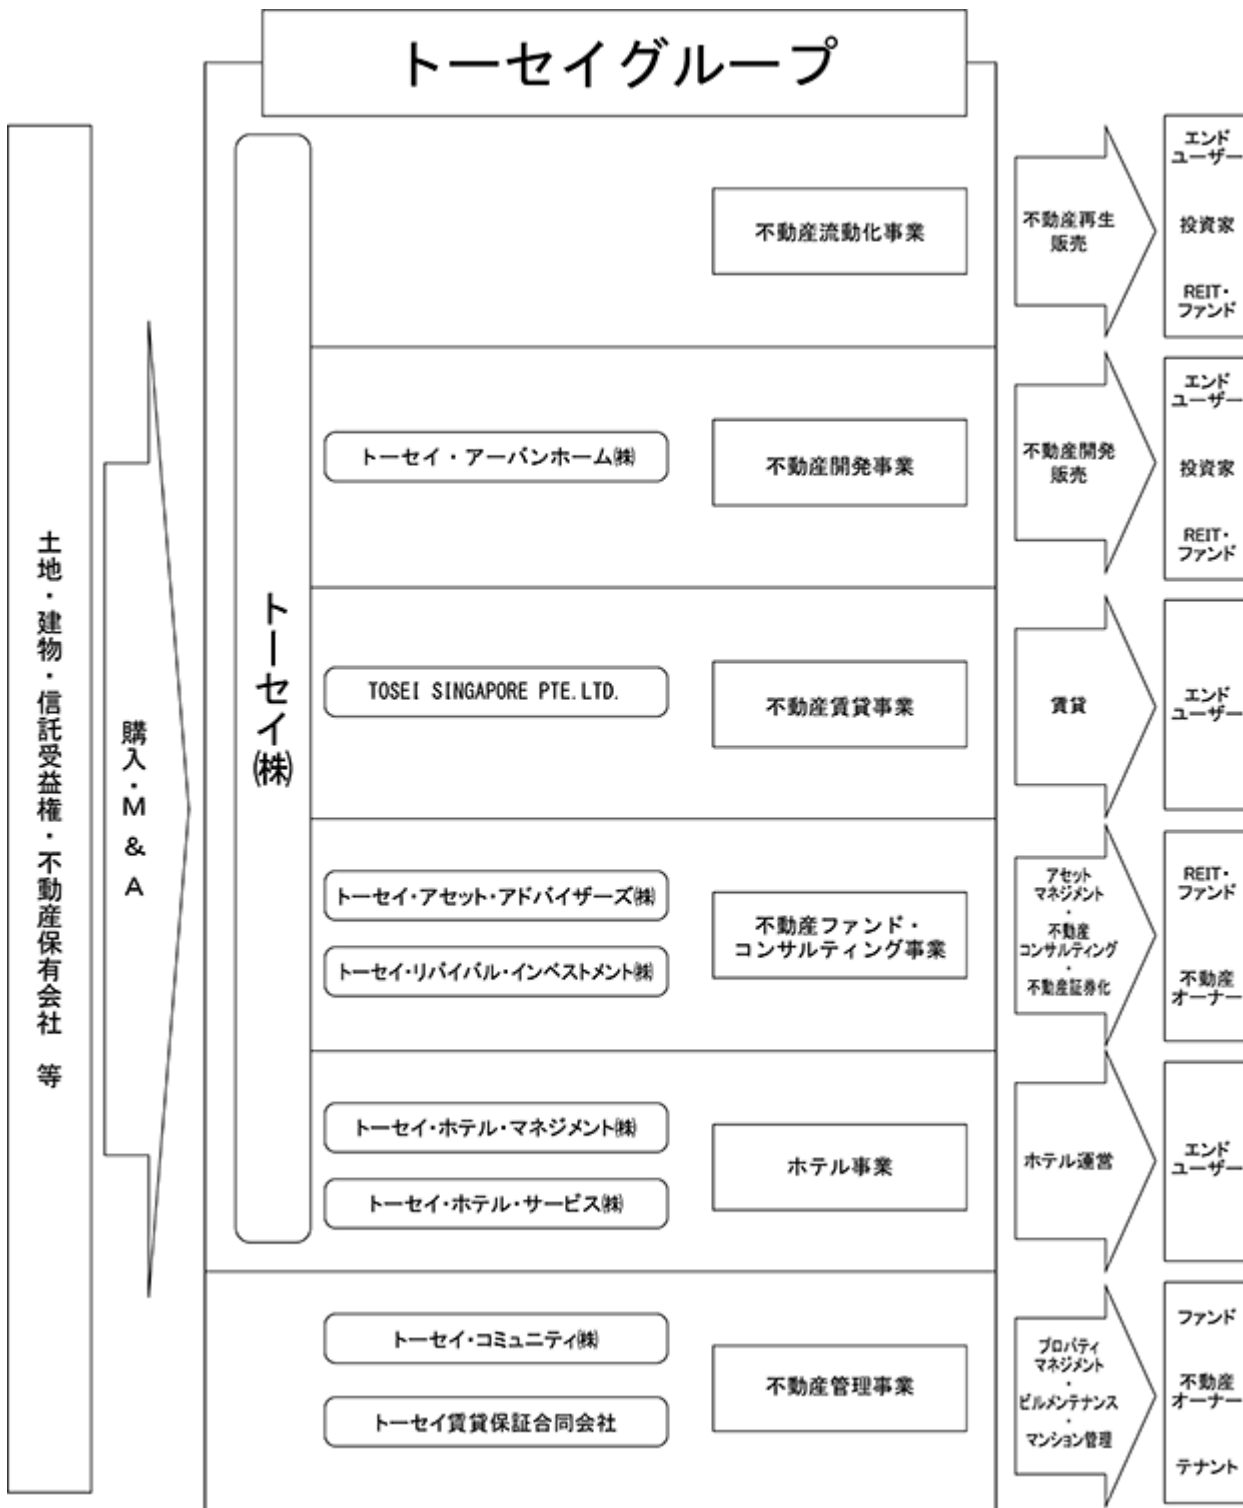 トーセイグループ
土地・建物・信託受益権・不動産保有会社 等
購入・M&A
トーセイ㈱
不動産流動化事業
不動産再生
販売
エンド
ユーザー
投資家
REIT・
ファンド
トーセイ・アーバンホーム㈱
不動産開発事業
不動産開発
販売
エンド
ユーザー
投資家
REIT・
ファンド
TOSEI SINGAPORE PTE.LTD.
不動産賃貸事業
賃貸
エンド
ユーザー
トーセイ・アセット・アドバイザーズ㈱
トーセイ・リバイバル・インベストメント㈱
不動産ファンド・
コンサルティング事業
アセット
マネジメント
・
不動産
コンサルティング
・
不動産証券化
REIT・
ファンド
不動産
オーナー
トーセイ・ホテル・マネジメント㈱
トーセイ・ホテル・サービス㈱
ホテル事業
ホテル運営
エンド
ユーザー
トーセイ・コミュニティ㈱
トーセイ賃貸保証合同会社
不動産管理事業
プロパティ
マネジメント
・
ビルメンテナンス
・
マンション管理
ファンド
不動産
オーナー
テナント